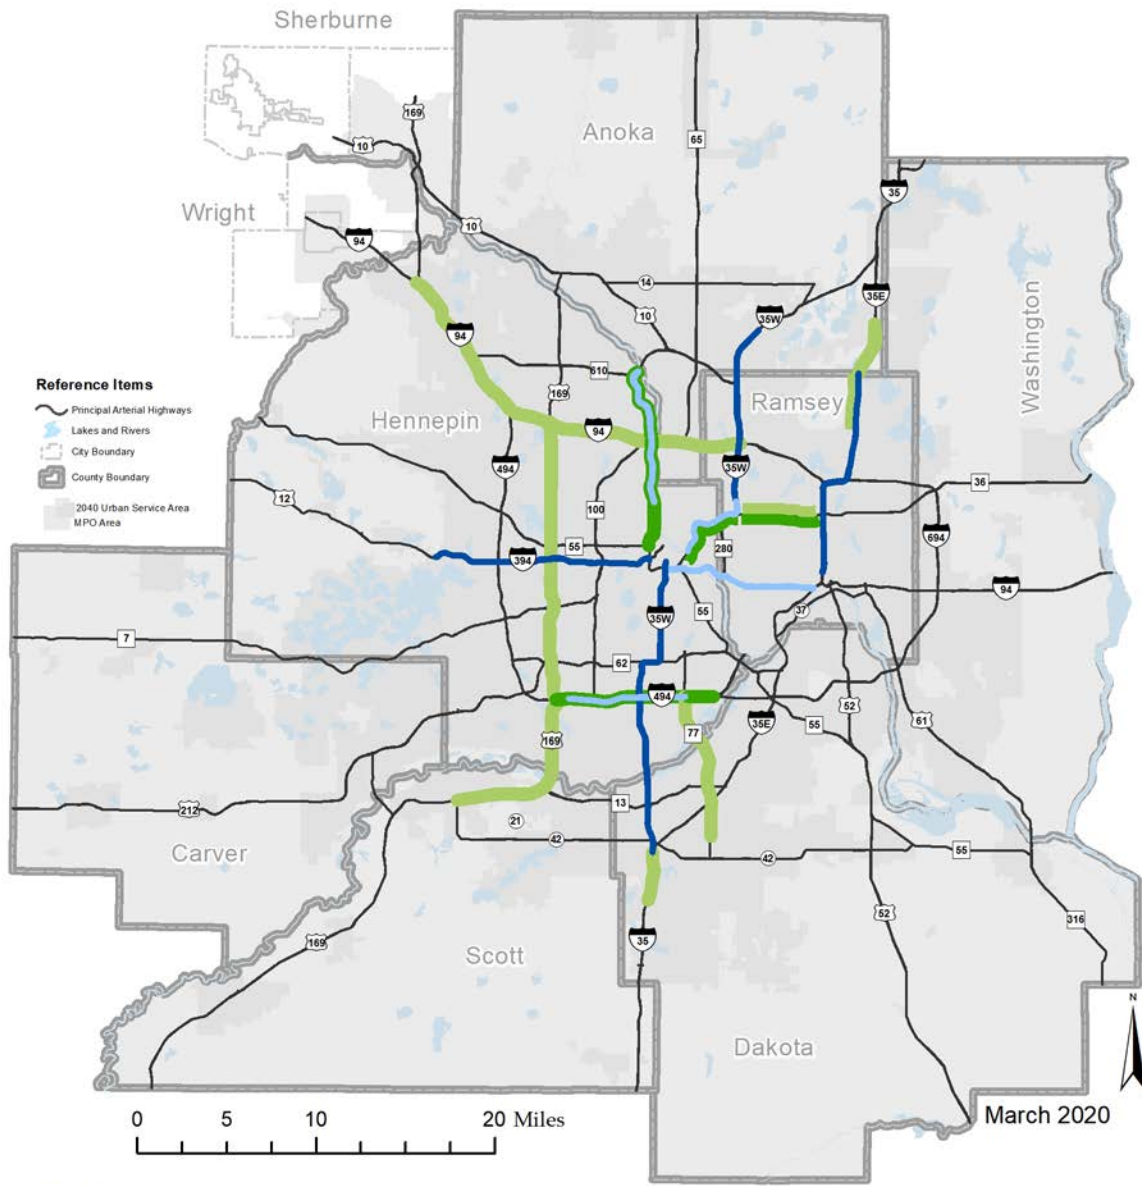 Sherburne
169
10
Anoka
65
35
Wright
10
94
14
35E
10
35W
94
Washington
Reference Items
Principal Arterial Highways
Lakes and Rivers
City Boundary
County Boundary
2040 Urban Service Area
MPO Area
610
169
Hennepin
Ramsey
94
494
35W
12
36
100
55
280
694
394
94
35W
55
37
7
62
494
52
61
35E
55
77
169
212
13
21
42
Carver
42
55
52
316
169
35
Scott
Dakota
N
0 5 10 20 Miles
March 2020